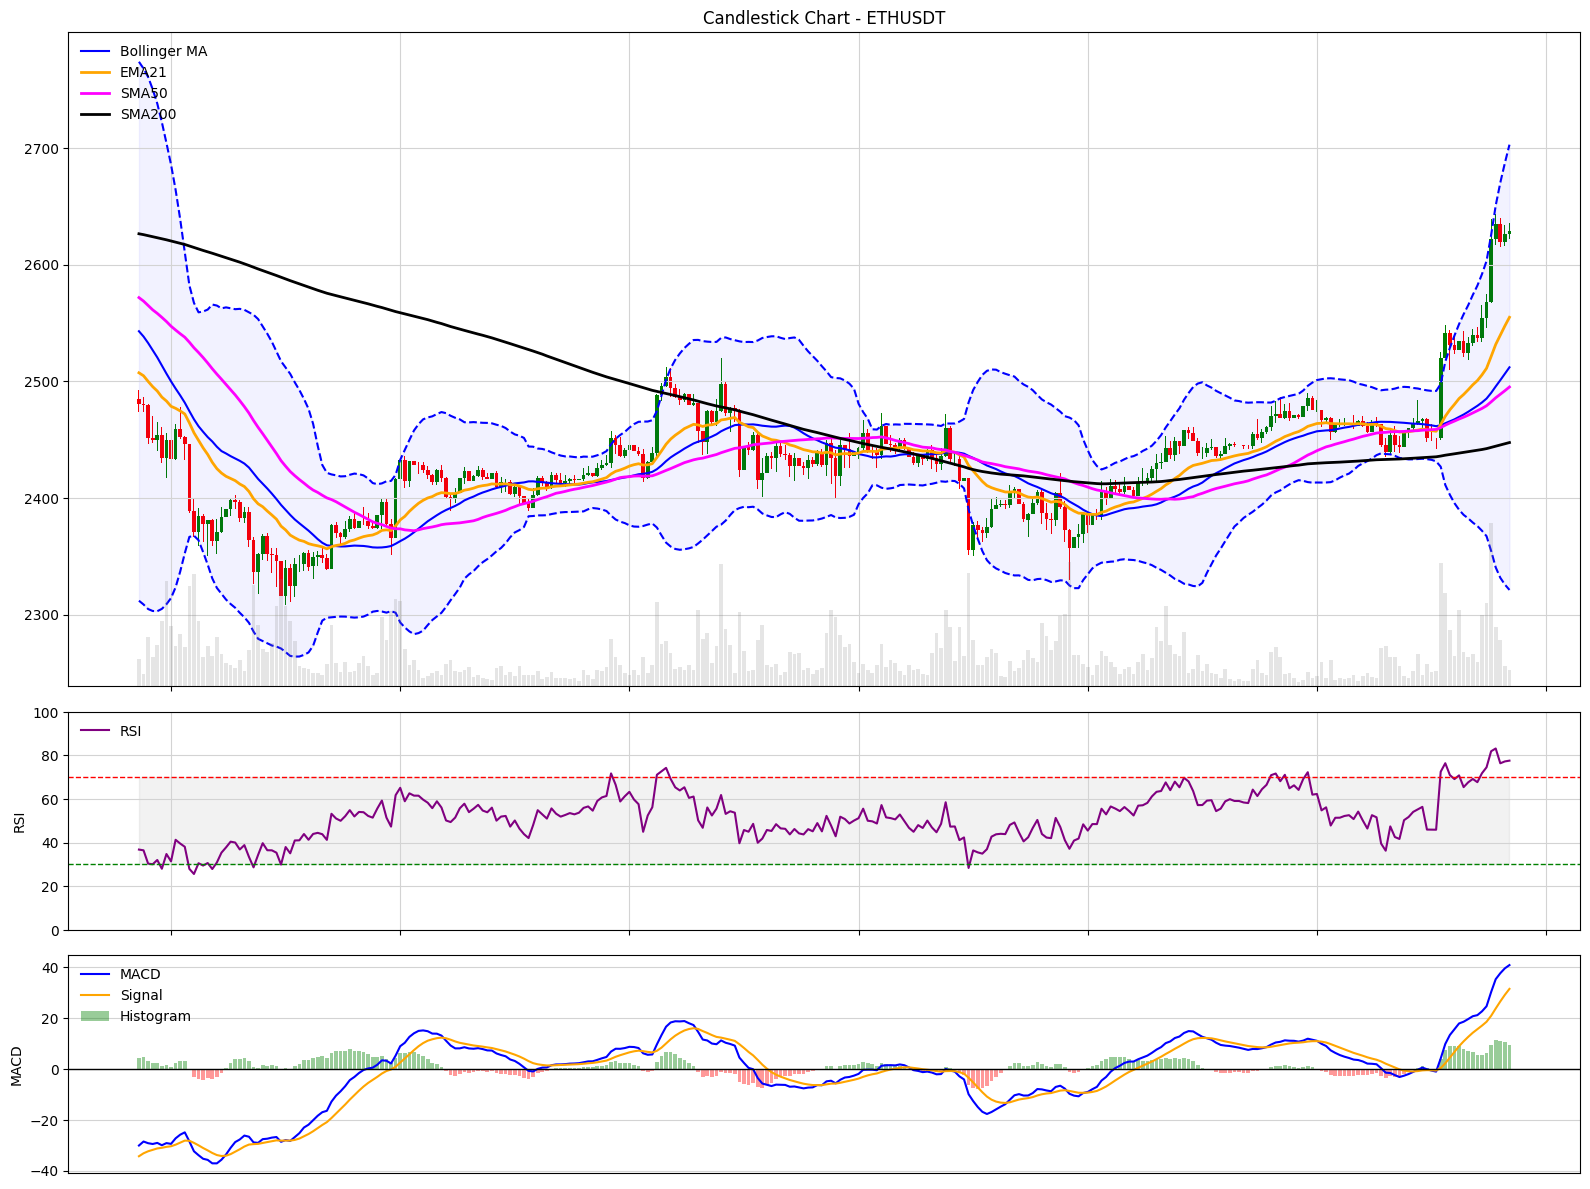 Candlestick Chart - ETHUSDT
Bollinger MA
EMA21
SMA50
SMA200
2700
2600
2500
2400
2300
100
80
60
40
20
0
RSI
RSI
40
20
0
−20
−40
MACD
MACD
Signal
Histogram